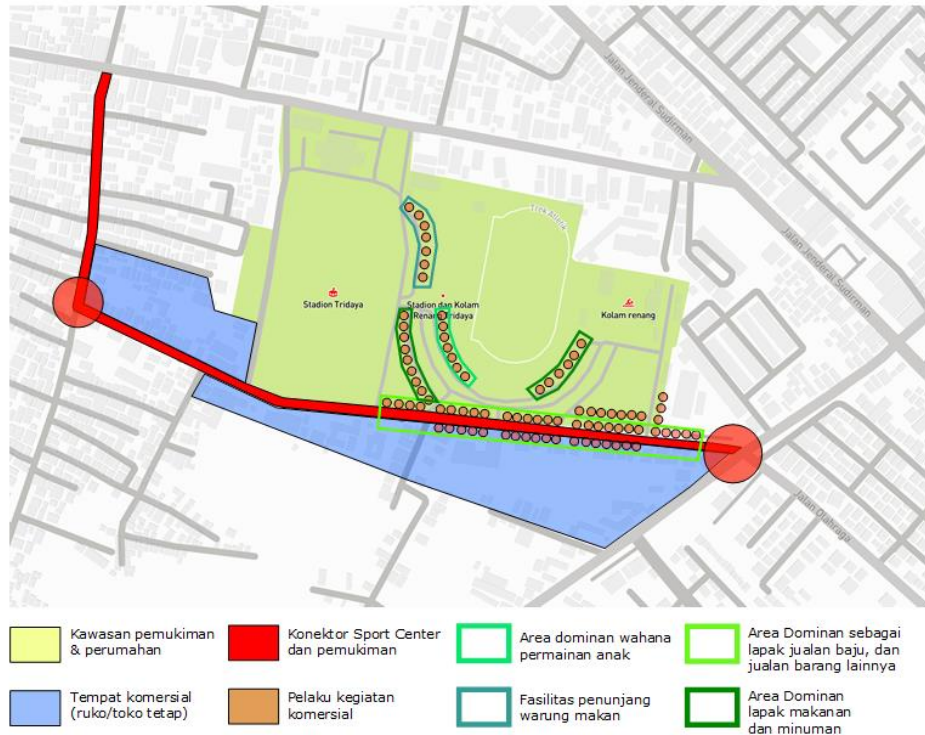 Jalan Jenderal Sudirman
Trek Atletik
Stadion Tridaya
Stadion dan Kolam
Renang Tridaya
Kolam renang
Jalan Jenderal Sudirman
Jalan Olahraga
Kawasan pemukiman
& perumahan
Konektor Sport Center
dan pemukiman
Area dominan wahana
permainan anak
Area Dominan sebagai
lapak jualan baju, dan
jualan barang lainnya
Tempat komersial
(ruko/toko tetap)
Pelaku kegiatan
komersial
Fasilitas penunjang
warung makan
Area Dominan
lapak makanan
dan minuman